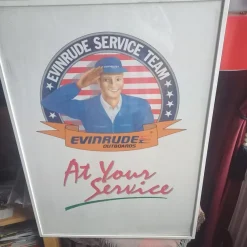 ★ EVINRUDE SERVICE TEAM ★
EVINRUDE
OUTBOARDS
At Your
Service